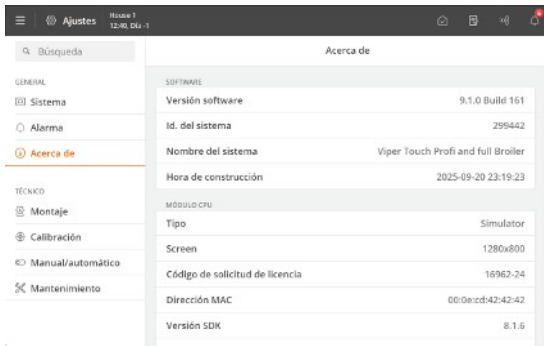 Ajustes
House 1
12:40, Día -1
Búsqueda
Acerca de
GENERAL
Sistema
Alarma
Acerca de
TÉCNICO
Montaje
Calibración
Manual/automático
Mantenimiento
SOFTWARE
Versión software 9.1.0 Build 161
Id. del sistema 299442
Nombre del sistema Viper Touch Profi and full Broiler
Hora de construcción 2025-09-20 23:19:23
MÓDULO CPU
Tipo Simulator
Screen 1280x800
Código de solicitud de licencia 16962-24
Dirección MAC 00:0e:cd:42:42:42
Versión SDK 8.1.6